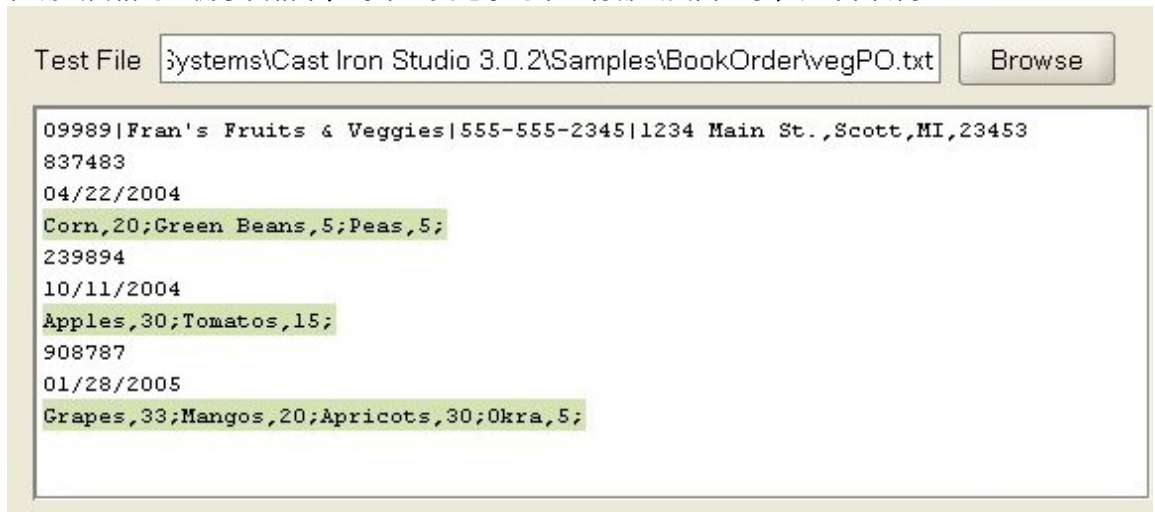 Test File Systems\Cast Iron Studio 3.0.2\Samples\BookOrder\vegPO.txt Browse
09989|Fran's Fruits & Veggies|555-555-2345|1234 Main St.,Scott,MI,23453
837483
04/22/2004
Corn,20;Green Beans,5;Peas,5;
239894
10/11/2004
Apples,30;Tomatos,15;
908787
01/28/2005
Grapes,33;Mangos,20;Apricots,30;Okra,5;